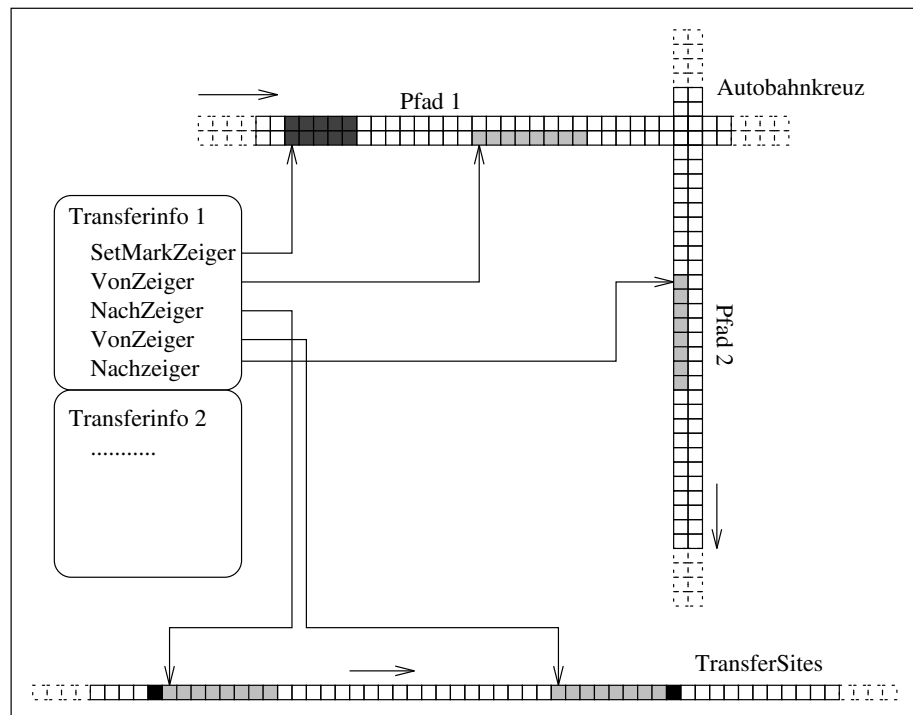 Autobahnkreuz
Pfad 1
Transferinfo 1
SetMarkZeiger
VonZeiger
NachZeiger
VonZeiger
Nachzeiger
Pfad 2
Transferinfo 2
...........
TransferSites